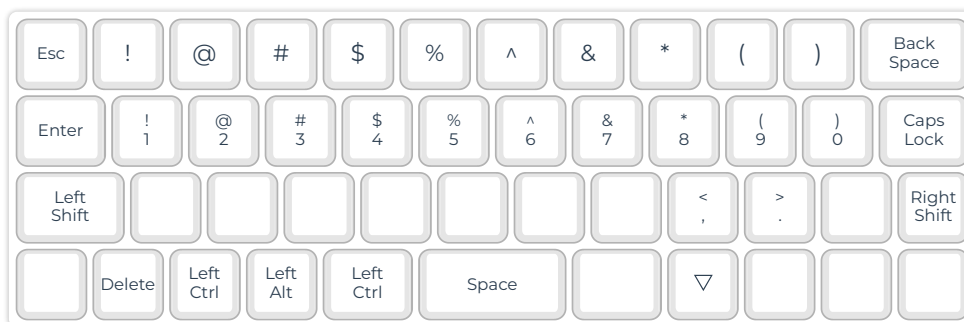 Esc ! @ # $ % ^ & * ( ) Back Space
Enter ! 1 @ 2 # 3 $ 4 % 5 ^ 6 & 7 * 8 ( 9 ) 0 Caps Lock
Left Shift < , > . Right Shift
Delete Left Ctrl Left Alt Left Ctrl Space ▽